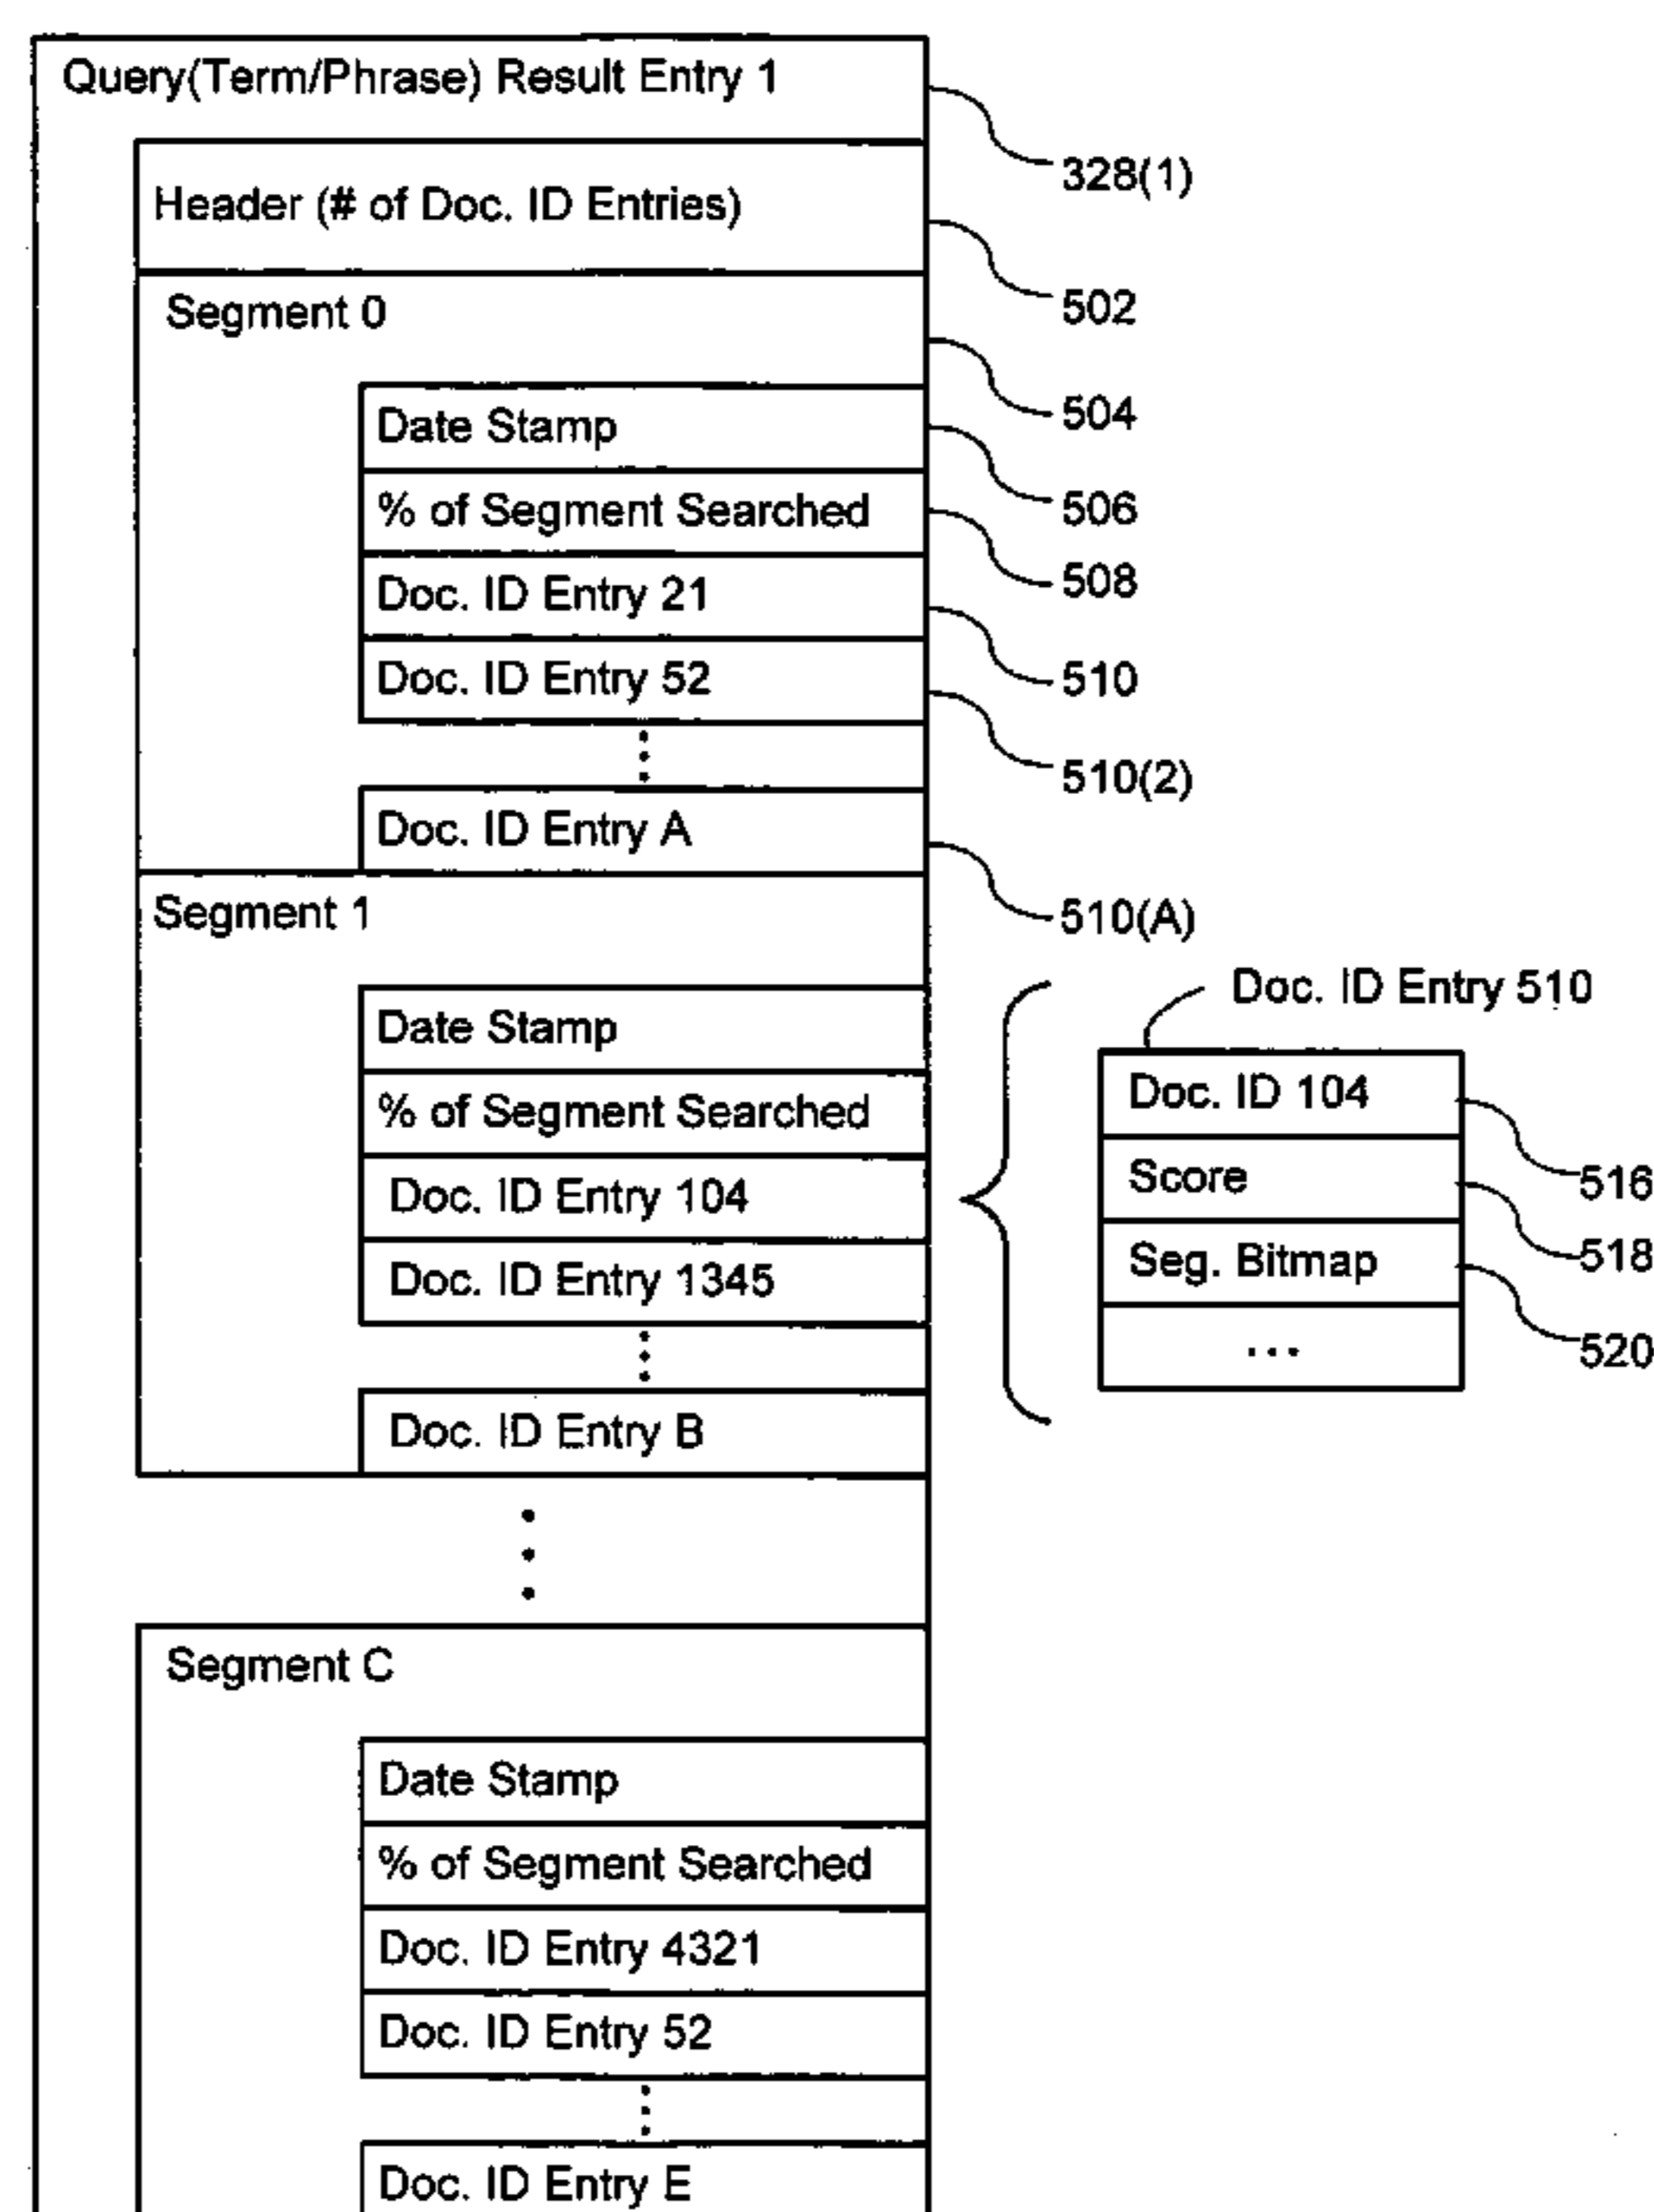 Query(Term/Phrase) Result Entry 1
328(1)
Header (# of Doc. ID Entries)
502
Segment 0
504
Date Stamp
506
% of Segment Searched
508
Doc. ID Entry 21
510
Doc. ID Entry 52
510(2)
Doc. ID Entry A
510(A)
Segment 1
Date Stamp
% of Segment Searched
Doc. ID Entry 104
Doc. ID Entry 1345
Doc. ID Entry B
Doc. ID Entry 510
Doc. ID 104
516
Score
518
Seg. Bitmap
520
...
Segment C
Date Stamp
% of Segment Searched
Doc. ID Entry 4321
Doc. ID Entry 52
Doc. ID Entry E